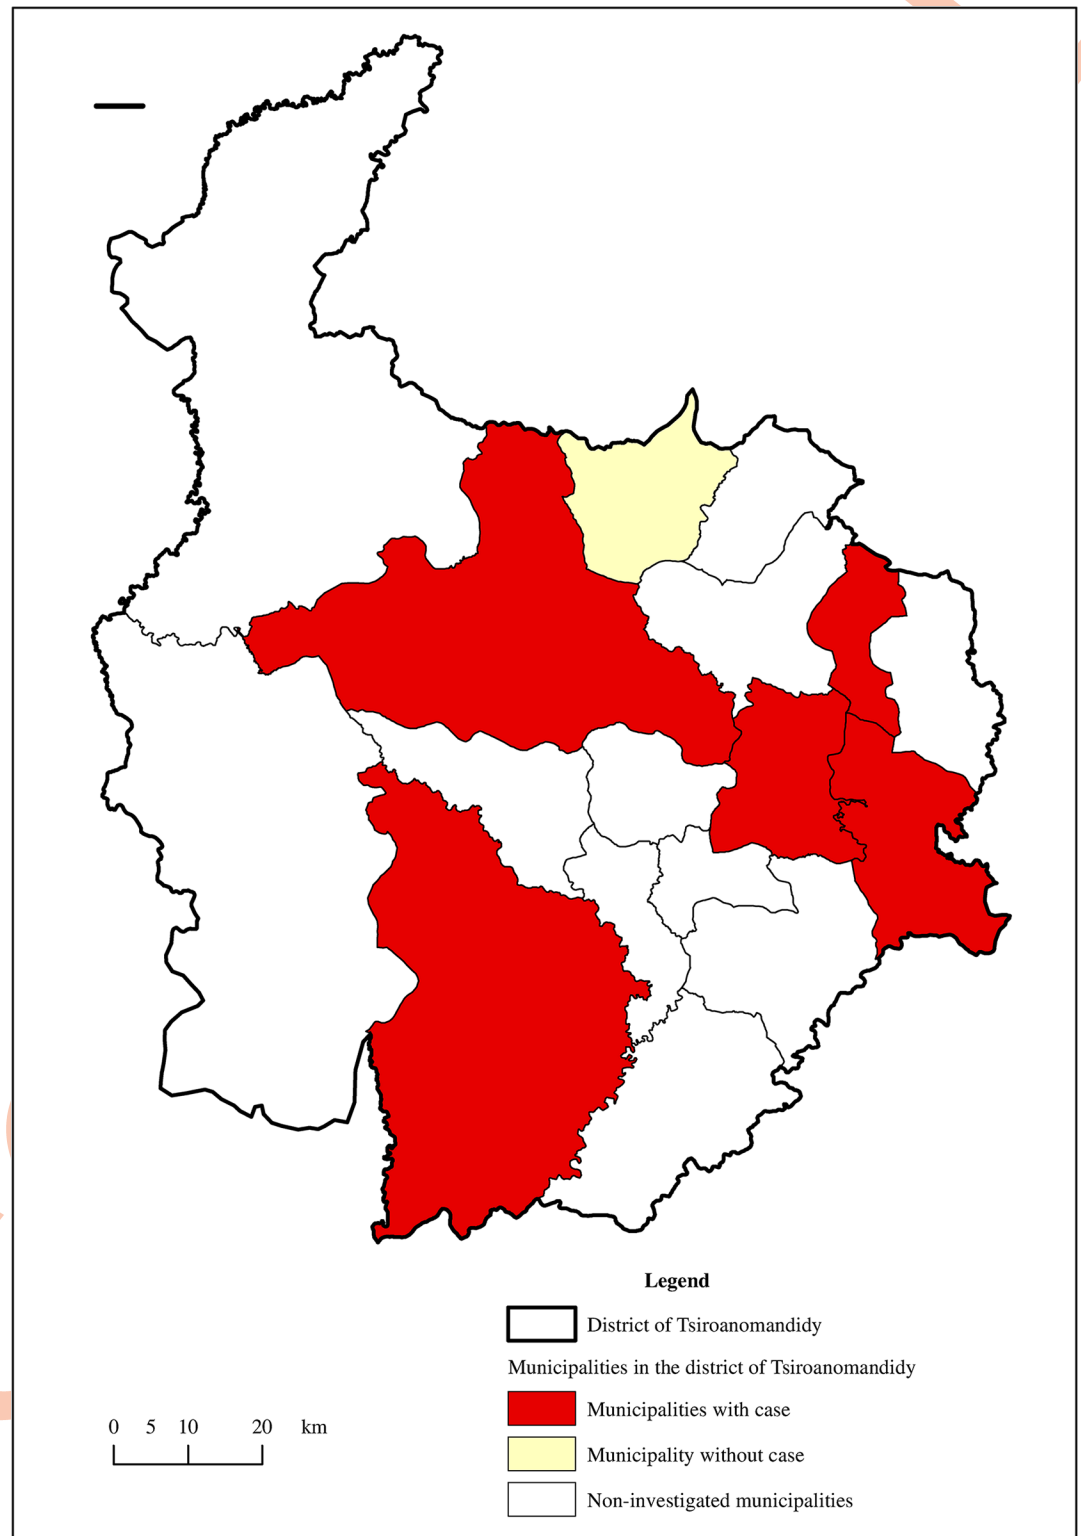 Legend
District of Tsiroanomandidy
Municipalities in the district of Tsiroanomandidy
Municipalities with case
Municipality without case
Non-investigated municipalities
0 5 10 20 km